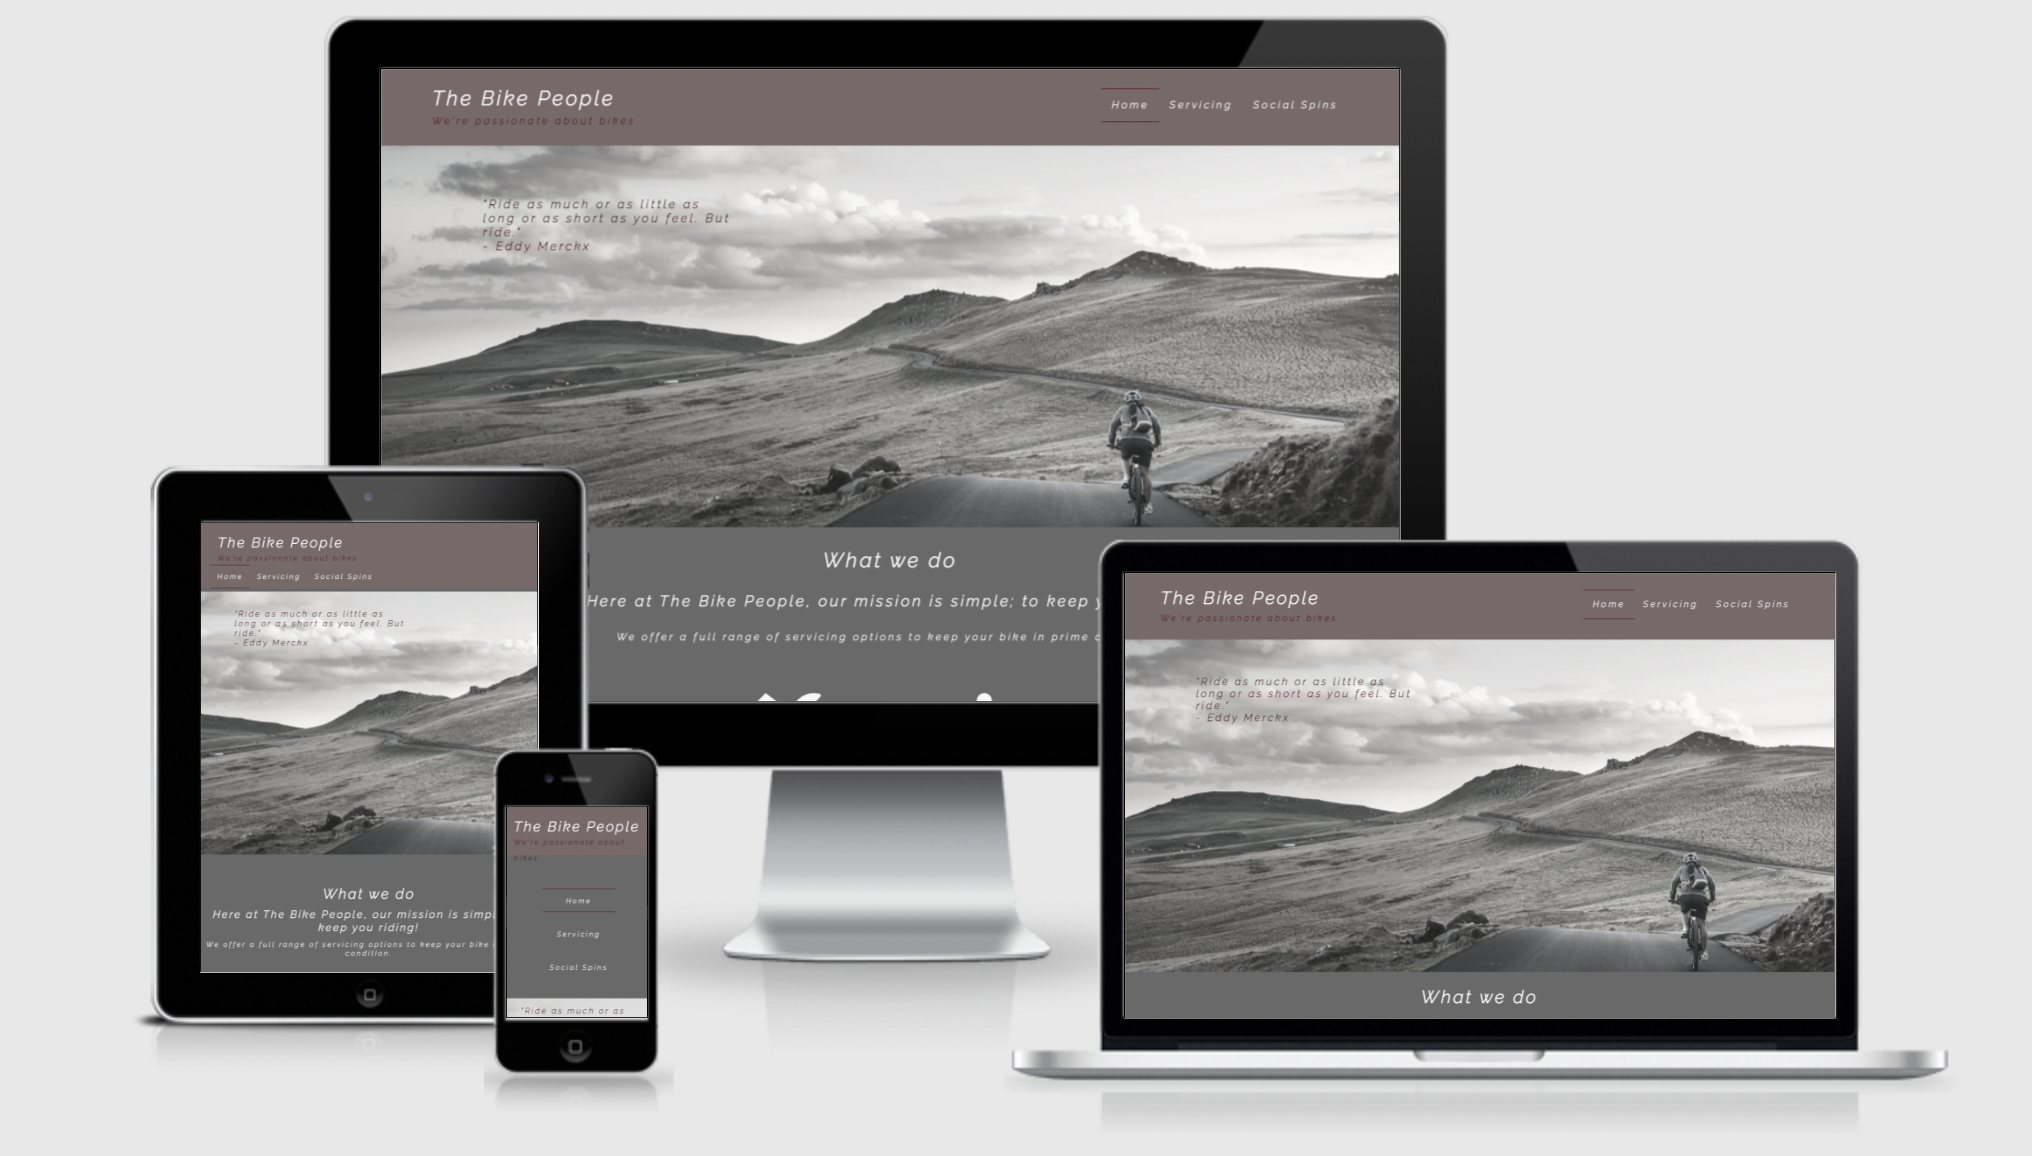 The Bike People
We're passionate about bikes
Home Servicing Social Spins
"Ride as much or as little as
long or as short as you feel. But
ride."
- Eddy Merckx
What we do
Here at The Bike People, our mission is simple; to keep
We offer a full range of servicing options to keep your bike in prime
The Bike People
We're passionate about bikes
Home Servicing Social Spins
"Ride as much or as little as
long or as short as you feel. But
ride."
- Eddy Merckx
What we do
Here at The Bike People, our mission is
keep you riding!
We offer a full range of servicing options to keep your bike
condition.
The Bike People
We're passionate about
bikes
Home
Servicing
Social Spins
"Ride as much or as
The Bike People
We're passionate about bikes
Home Servicing Social Spins
"Ride as much or as little as
long or as short as you feel. But
ride."
- Eddy Merckx
What we do